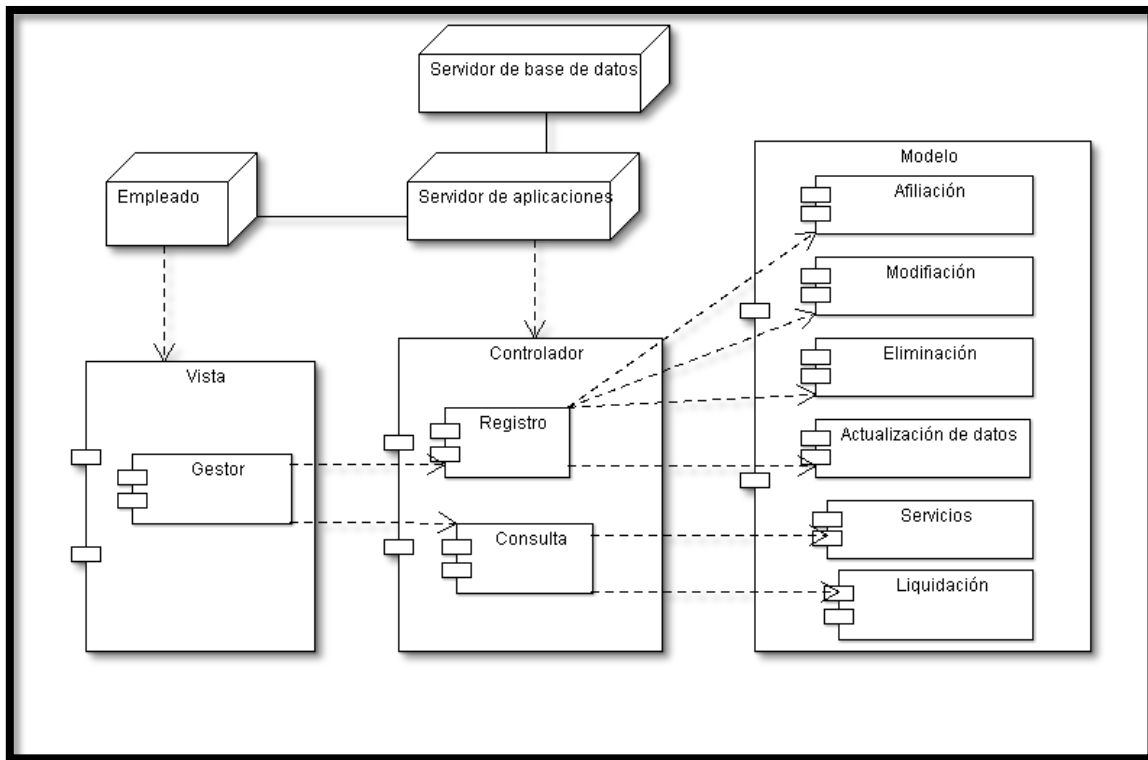 Servidor de base de datos
Empleado
Servidor de aplicaciones
Modelo
Afiliación
Modifiación
Eliminación
Actualización de datos
Servicios
Liquidación
Controlador
Registro
Consulta
Vista
Gestor